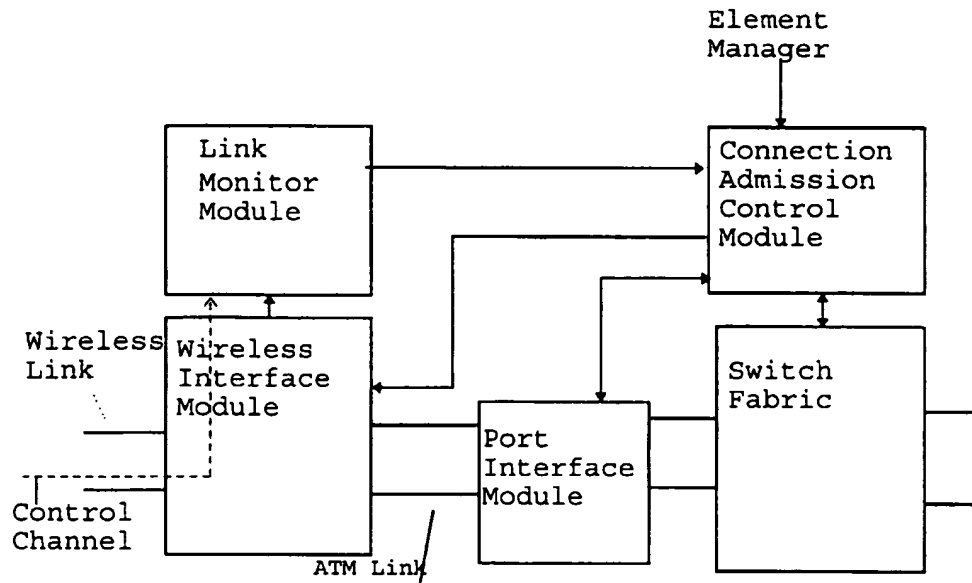 Element
Manager
Link
Monitor
Module
Connection
Admission
Control
Module
Wireless
Link
Wireless
Interface
Module
Switch
Fabric
Port
Interface
Module
Control
Channel
ATM Link